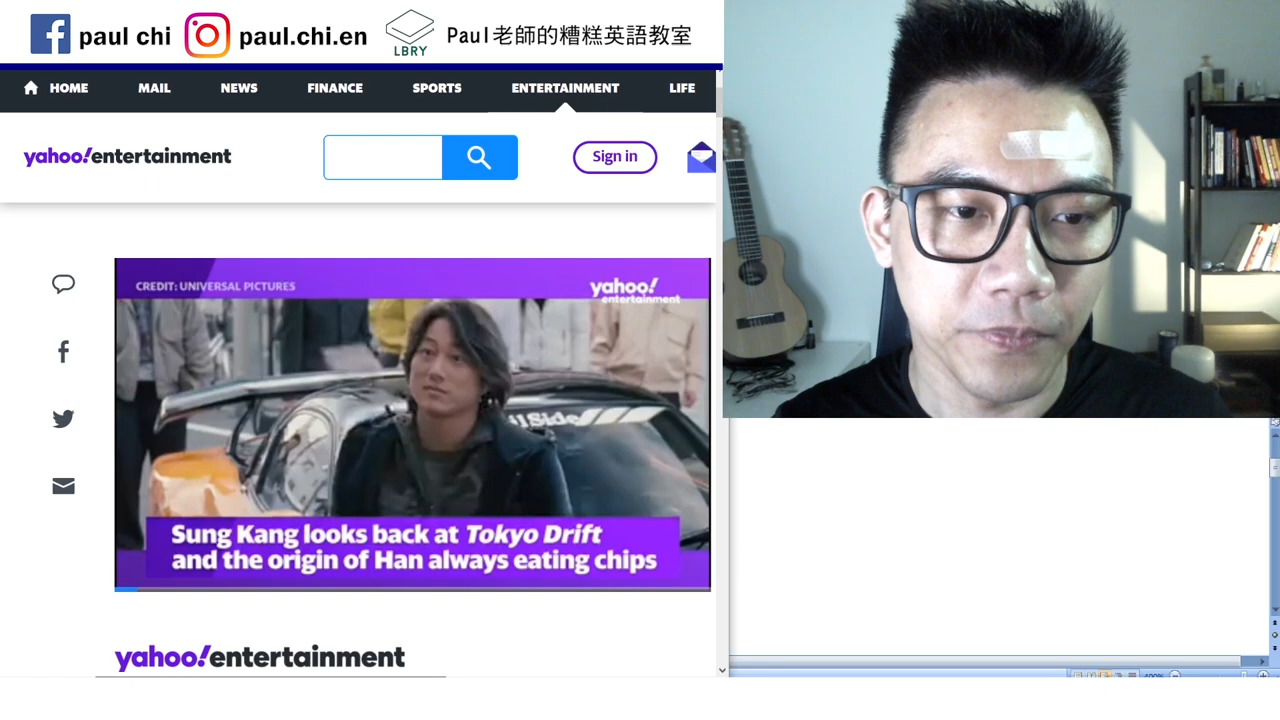 paul chi paul.chi.en LBRY Paul老師的糟糕英語教室
HOME MAIL NEWS FINANCE SPORTS ENTERTAINMENT LIFE
yahoo!entertainment
Sign in
CREDIT: UNIVERSAL PICTURES
yahoo!
entertainment
Sung Kang looks back at Tokyo Drift
and the origin of Han always eating chips
yahoo!entertainment
400%